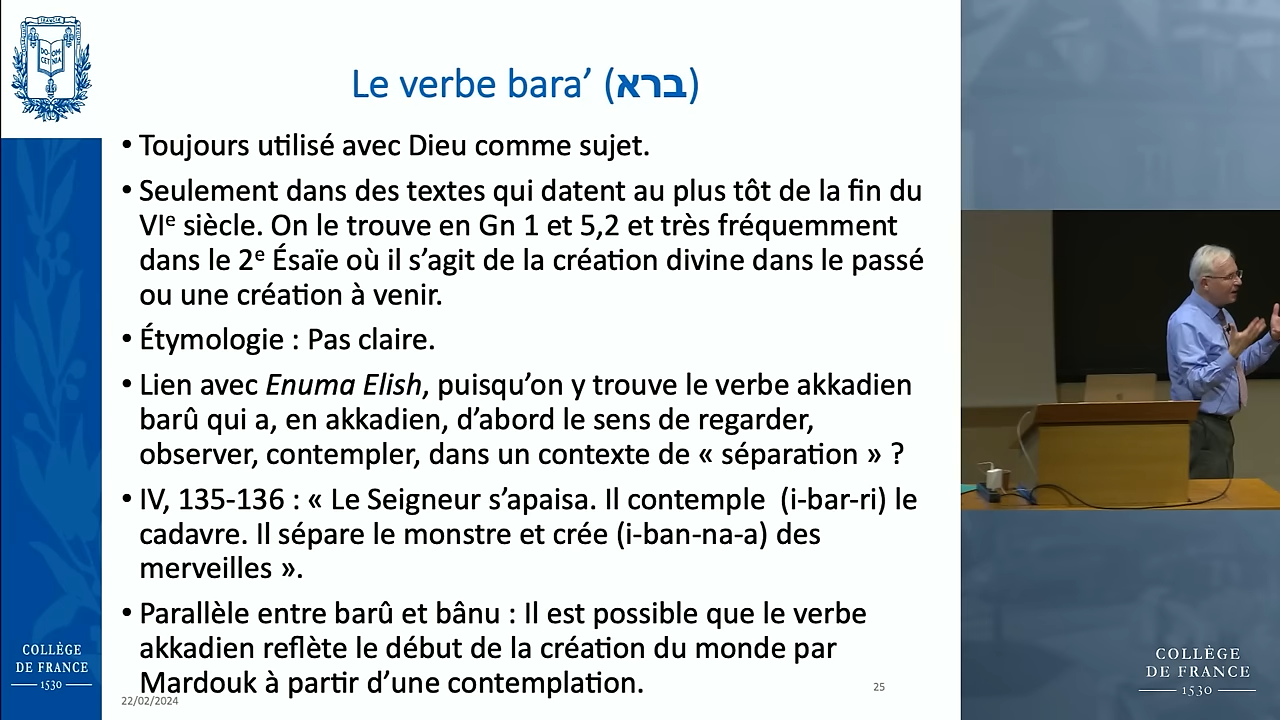 Le verbe bara’ (ברא)
• Toujours utilisé avec Dieu comme sujet.
• Seulement dans des textes qui datent au plus tôt de la fin du
VIᵉ siècle. On le trouve en Gn 1 et 5,2 et très fréquemment
dans le 2ᵉ Ésaïe où il s’agit de la création divine dans le passé
ou une création à venir.
• Étymologie : Pas claire.
• Lien avec Enuma Elish, puisqu’on y trouve le verbe akkadien
barû qui a, en akkadien, d’abord le sens de regarder,
observer, contempler, dans un contexte de « séparation » ?
• IV, 135-136 : « Le Seigneur s’apaisa. Il contemple (i-bar-ri) le
cadavre. Il sépare le monstre et crée (i-ban-na-a) des
merveilles ».
• Parallèle entre barû et bânu : Il est possible que le verbe
akkadien reflète le début de la création du monde par
Mardouk à partir d’une contemplation.
22/02/2024
25
COLLÈGE
DE FRANCE
1530
COLLÈGE
DE FRANCE
1530